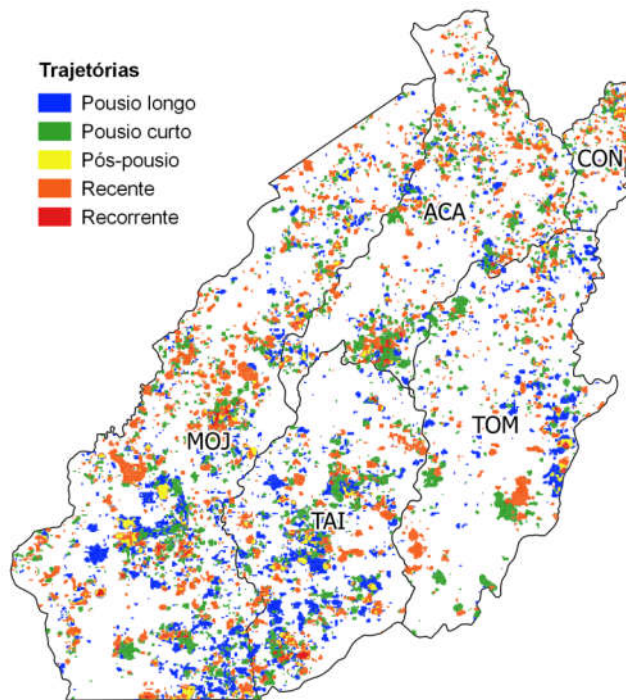 Trajetórias
Pousio longo
Pousio curto
Pós-pousio
Recente
Recorrente
CON
ACA
MOJ
TOM
TAI